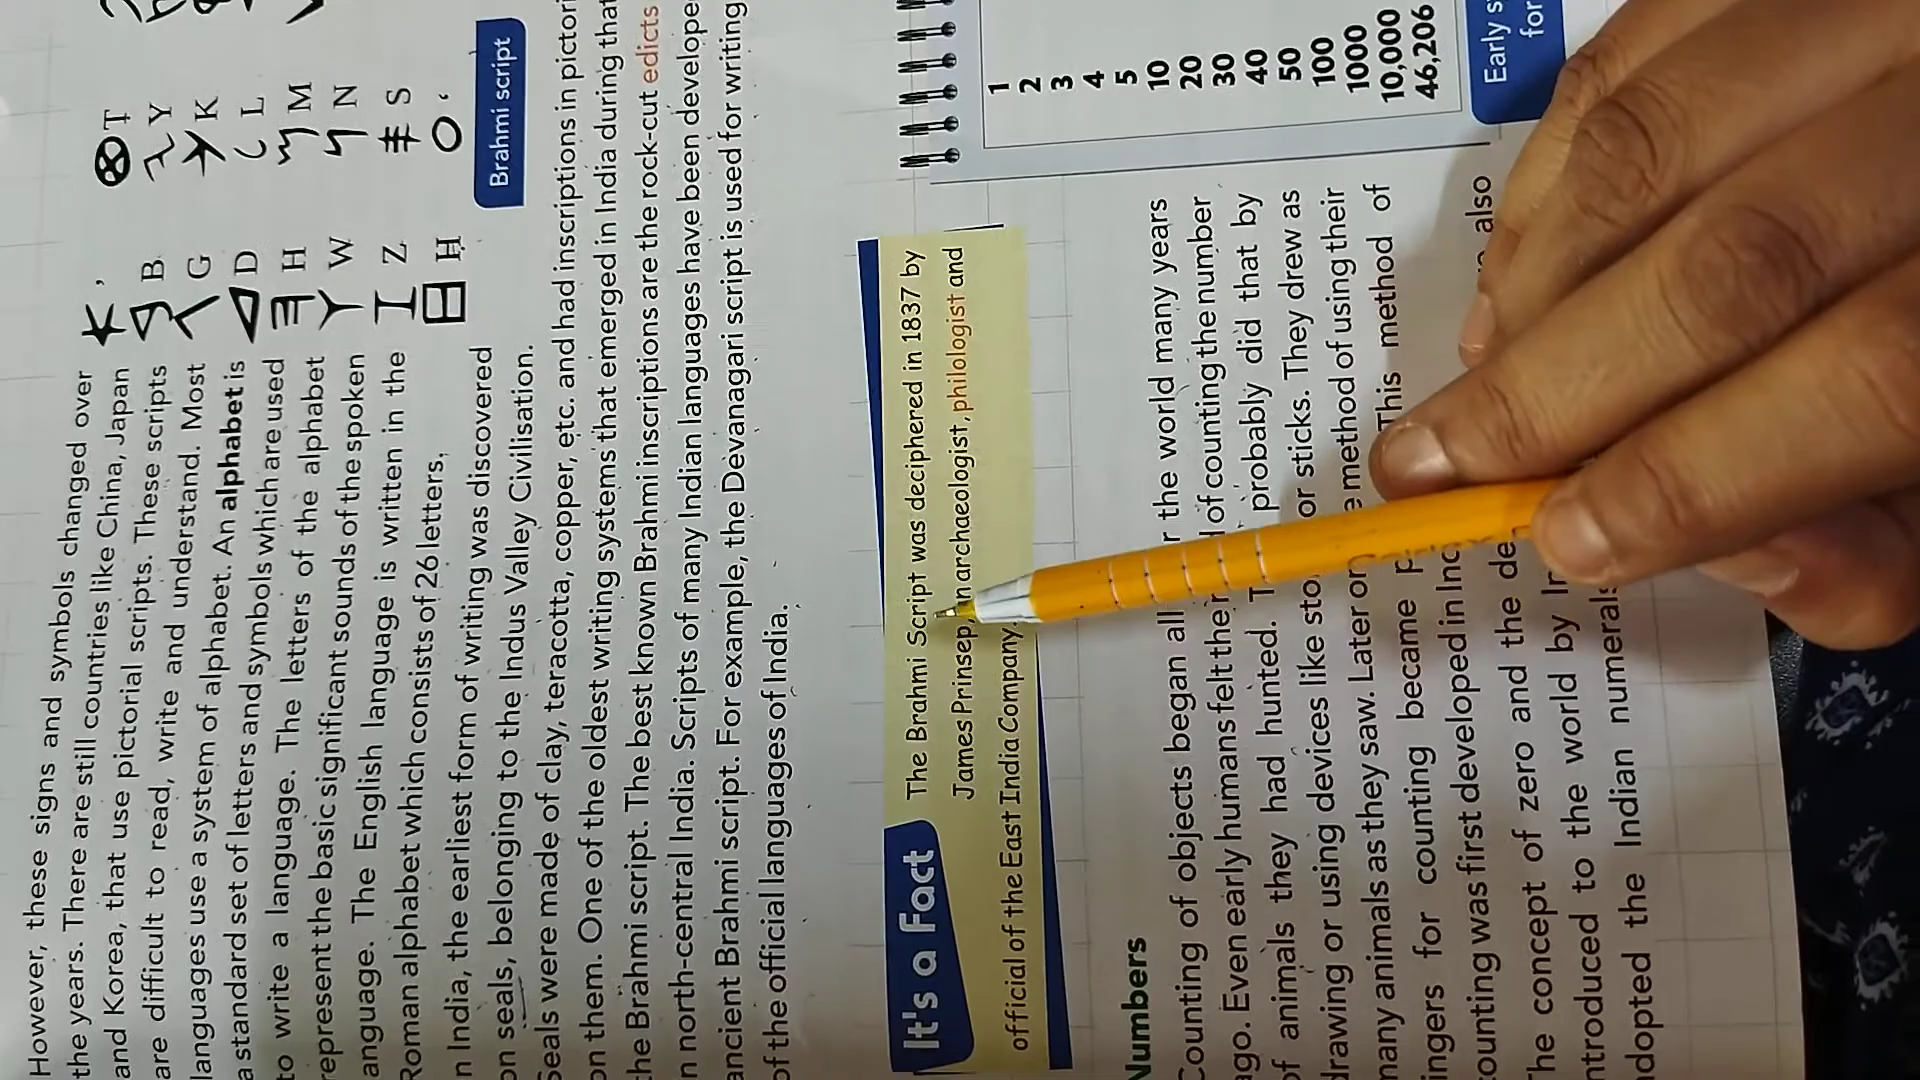 However, these signs and symbols changed over
the years. There are still countries like China, Japan
and Korea, that use pictorial scripts. These scripts
are difficult to read, write and understand. Most
languages use a system of alphabet. An alphabet is
a standard set of letters and symbols which are used
to write a language. The letters of the alphabet
represent the basic significant sounds of the spoken
anguage. The English language is written in the
Roman alphabet which consists of 26 letters.
n India, the earliest form of writing was discovered
on seals, belonging to the Indus Valley Civilisation.
Seals were made of clay, teracotta, copper, etc. and had inscriptions in pictori
on them. One of the oldest writing systems that emerged in India during that
the Brahmi script. The best known Brahmi inscriptions are the rock-cut edicts
n north-central India. Scripts of many Indian languages have been develope
ancient Brahmi script. For example, the Devanagari script is used for writing
of the official languages of India.
B
G
D
H
W
Z
H
T
Y
K
L
M
N
S
Brahmi script
It's a Fact
The Brahmi Script was deciphered in 1837 by
James Prinsep, n archaeologist, philologist and
official of the East India Company.
Numbers
Counting of objects began all r the world many years
ago. Even early humans felt the of counting the number
of animals they had hunted. probably did that by
drawing or using devices like sto or sticks. They drew as
many animals as they saw. Later on method of using their
ingers for counting became p This method of
counting was first developed in Inc also
The concept of zero and the de
ntroduced to the world by
adopted the Indian numerals
1
2
3
4
5
10
20
30
40
50
100
1000
10,000
46,206
Early s
for